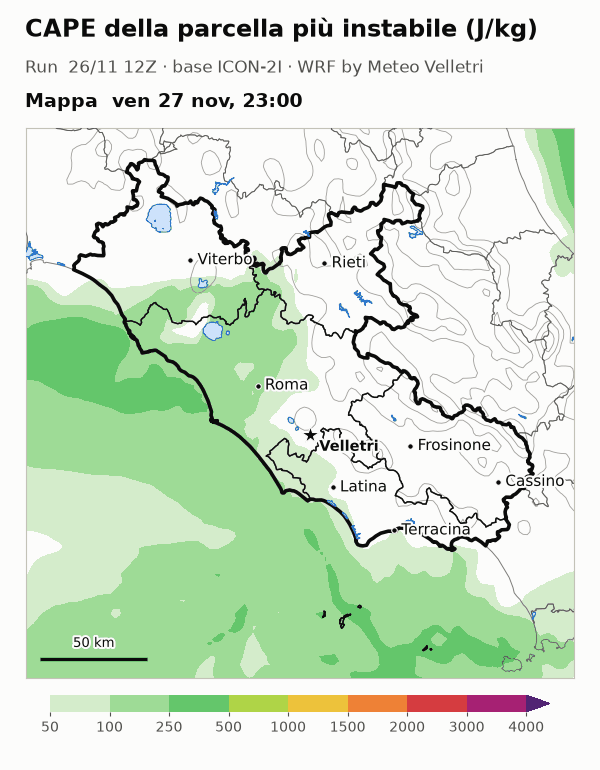 CAPE della parcella più instabile (J/kg)
Run  26/11 12Z · base ICON-2I · WRF by Meteo Velletri
Mappa  ven 27 nov, 23:00
Viterbo
Rieti
Roma
Velletri
Frosinone
Cassino
Latina
Terracina
50 km
50 100 250 500 1000 1500 2000 3000 4000